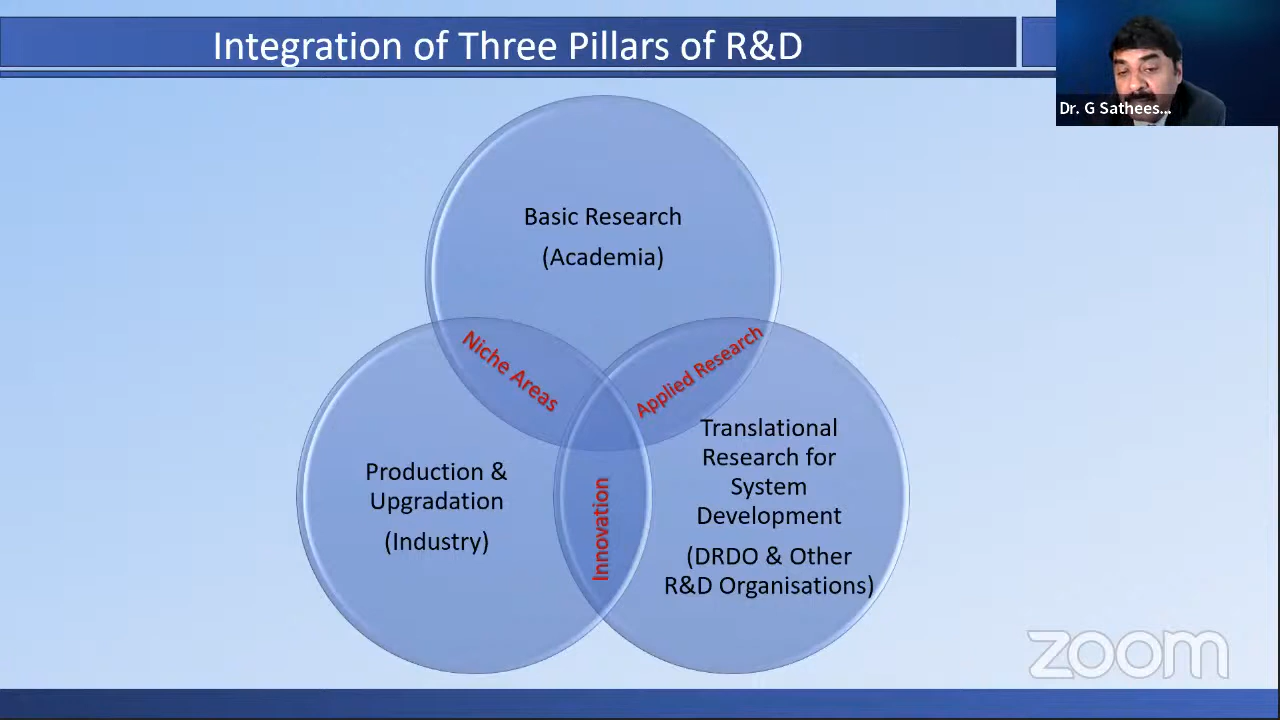 Integration of Three Pillars of R&D
Dr. G Sathees...
Basic Research
(Academia)
Niche Areas
Applied Research
Production &
Upgradation
(Industry)
Innovation
Translational
Research for
System
Development
(DRDO & Other
R&D Organisations)
zoom